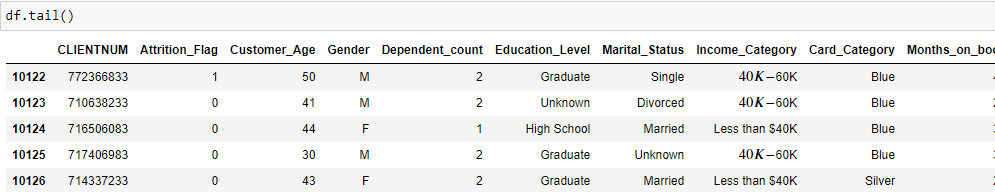 df.tail()
CLIENTNUM Attrition_Flag Customer_Age Gender Dependent_count Education_Level Marital_Status Income_Category Card_Category Months_on_boo
10122 772366833 1 50 M 2 Graduate Single 40K−60K Blue
10123 710638233 0 41 M 2 Unknown Divorced 40K−60K Blue
10124 716506083 0 44 F 1 High School Married Less than $40K Blue
10125 717406983 0 30 M 2 Graduate Unknown 40K−60K Blue
10126 714337233 0 43 F 2 Graduate Married Less than $40K Silver